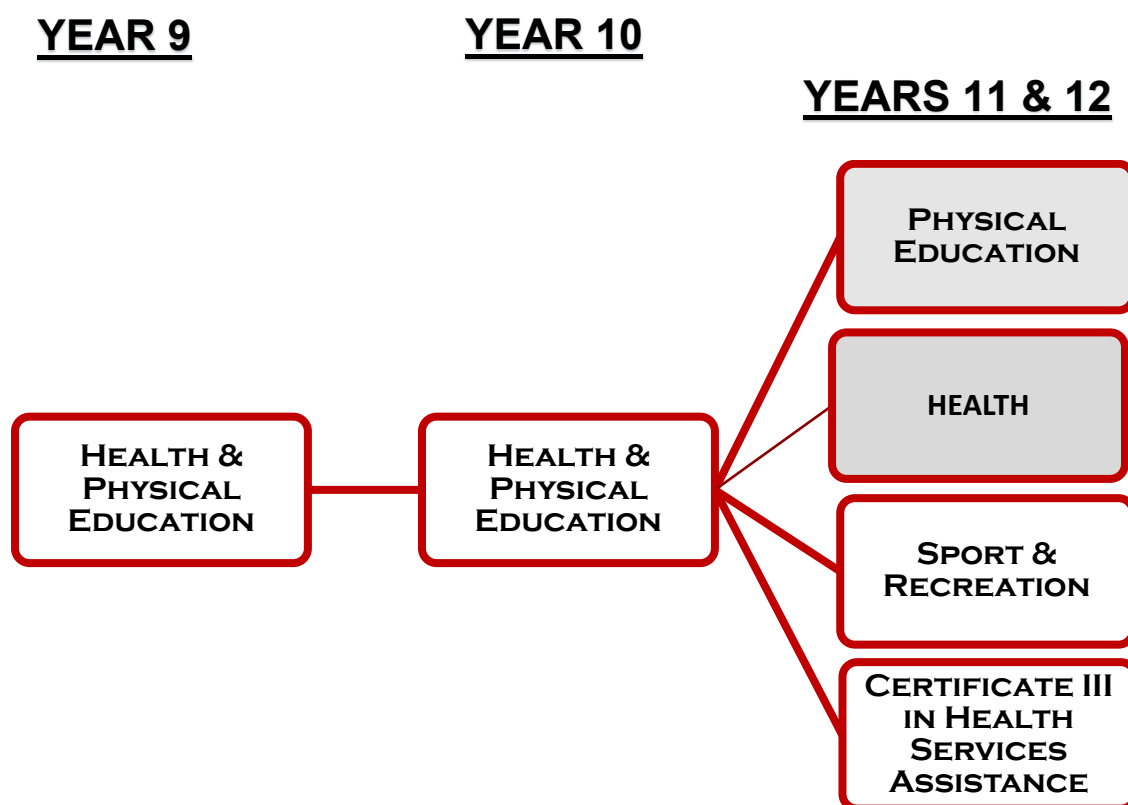 YEAR 9
YEAR 10
YEARS 11 & 12
Physical
Education
HEALTH
Health &
Physical
Education
Health &
Physical
Education
Sport &
Recreation
Certificate III
in Health
Services
Assistance